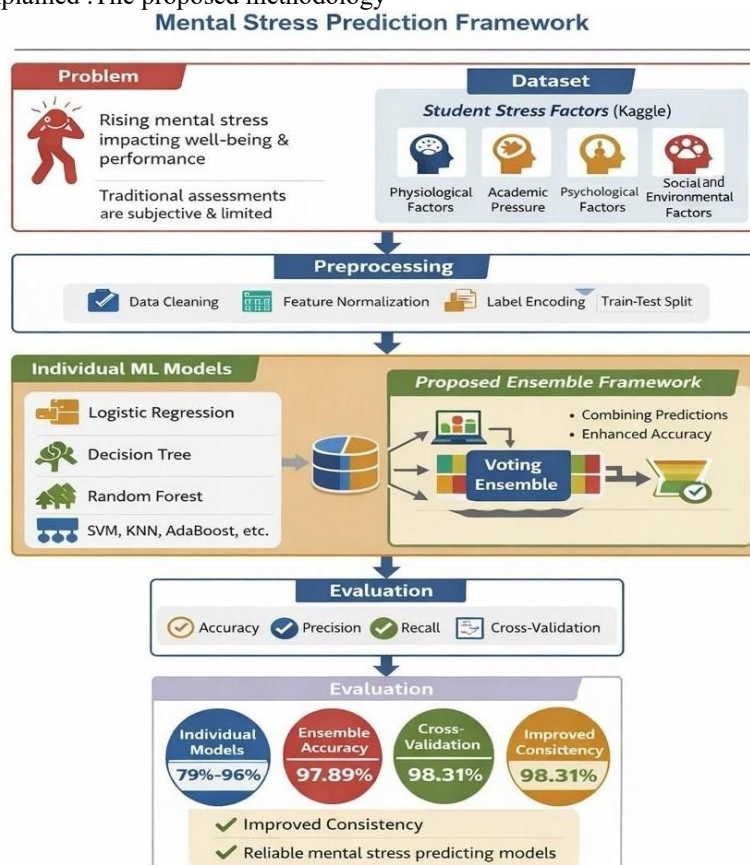 plained .The proposed methodology
Mental Stress Prediction Framework
Problem
Rising mental stress
impacting well-being &
performance
Traditional assessments
are subjective & limited
Dataset
Student Stress Factors (Kaggle)
Physiological
Factors
Academic
Pressure
Psychological
Factors
Social and
Environmental
Factors
Preprocessing
Data Cleaning
Feature Normalization
Label Encoding
Train-Test Split
Individual ML Models
Logistic Regression
Decision Tree
Random Forest
SVM, KNN, AdaBoost, etc.
Proposed Ensemble Framework
• Combining Predictions
• Enhanced Accuracy
Voting
Ensemble
Evaluation
Accuracy
Precision
Recall
Cross-Validation
Evaluation
Individual
Models
79%-96%
Ensemble
Accuracy
97.89%
Cross-
Validation
98.31%
Improved
Consistency
98.31%
Improved Consistency
Reliable mental stress predicting models